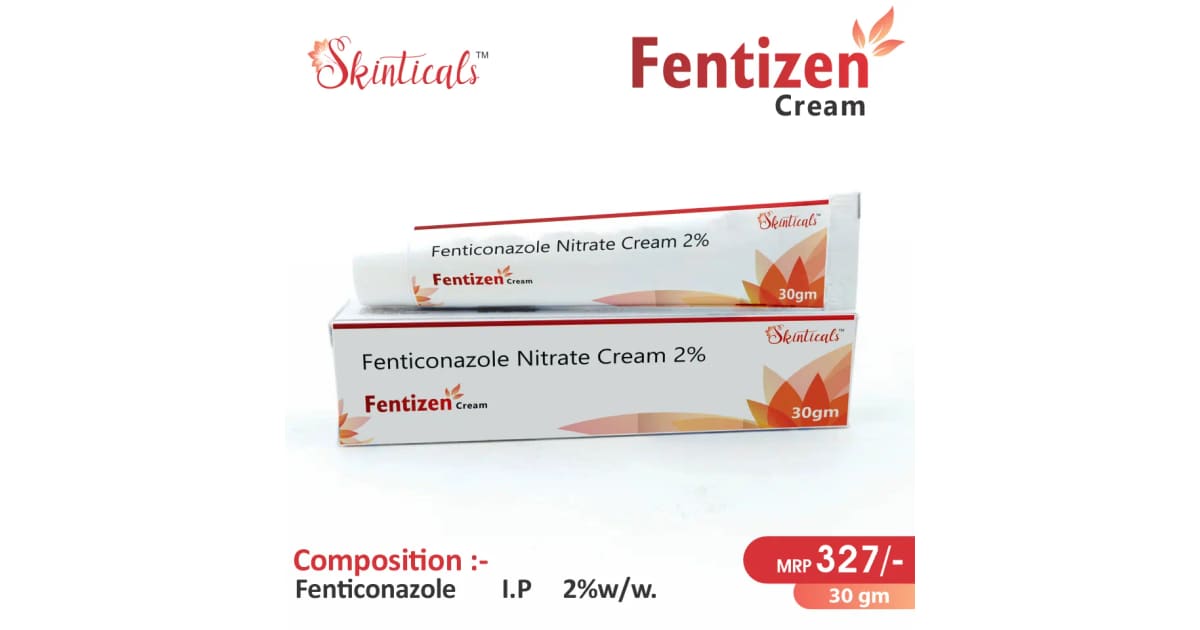 Skinticals™
Fentizen
Cream
Skinticals™
Fenticonazole Nitrate Cream 2%
Fentizen Cream
30gm
Skinticals™
Fenticonazole Nitrate Cream 2%
Fentizen Cream
30gm
Composition :-
Fenticonazole I.P 2%w/w.
MRP 327/-
30 gm